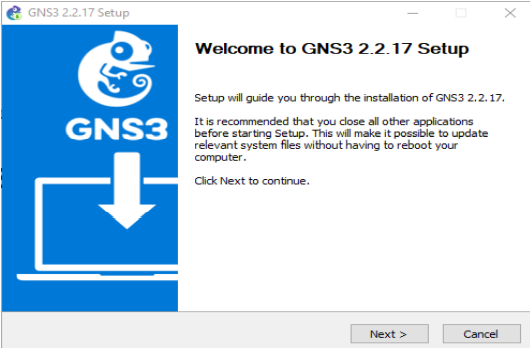 GNS3 2.2.17 Setup
Welcome to GNS3 2.2.17 Setup
Setup will guide you through the installation of GNS3 2.2.17.
It is recommended that you close all other applications
before starting Setup. This will make it possible to update
relevant system files without having to reboot your
computer.
Click Next to continue.
GNS3
Next >
Cancel